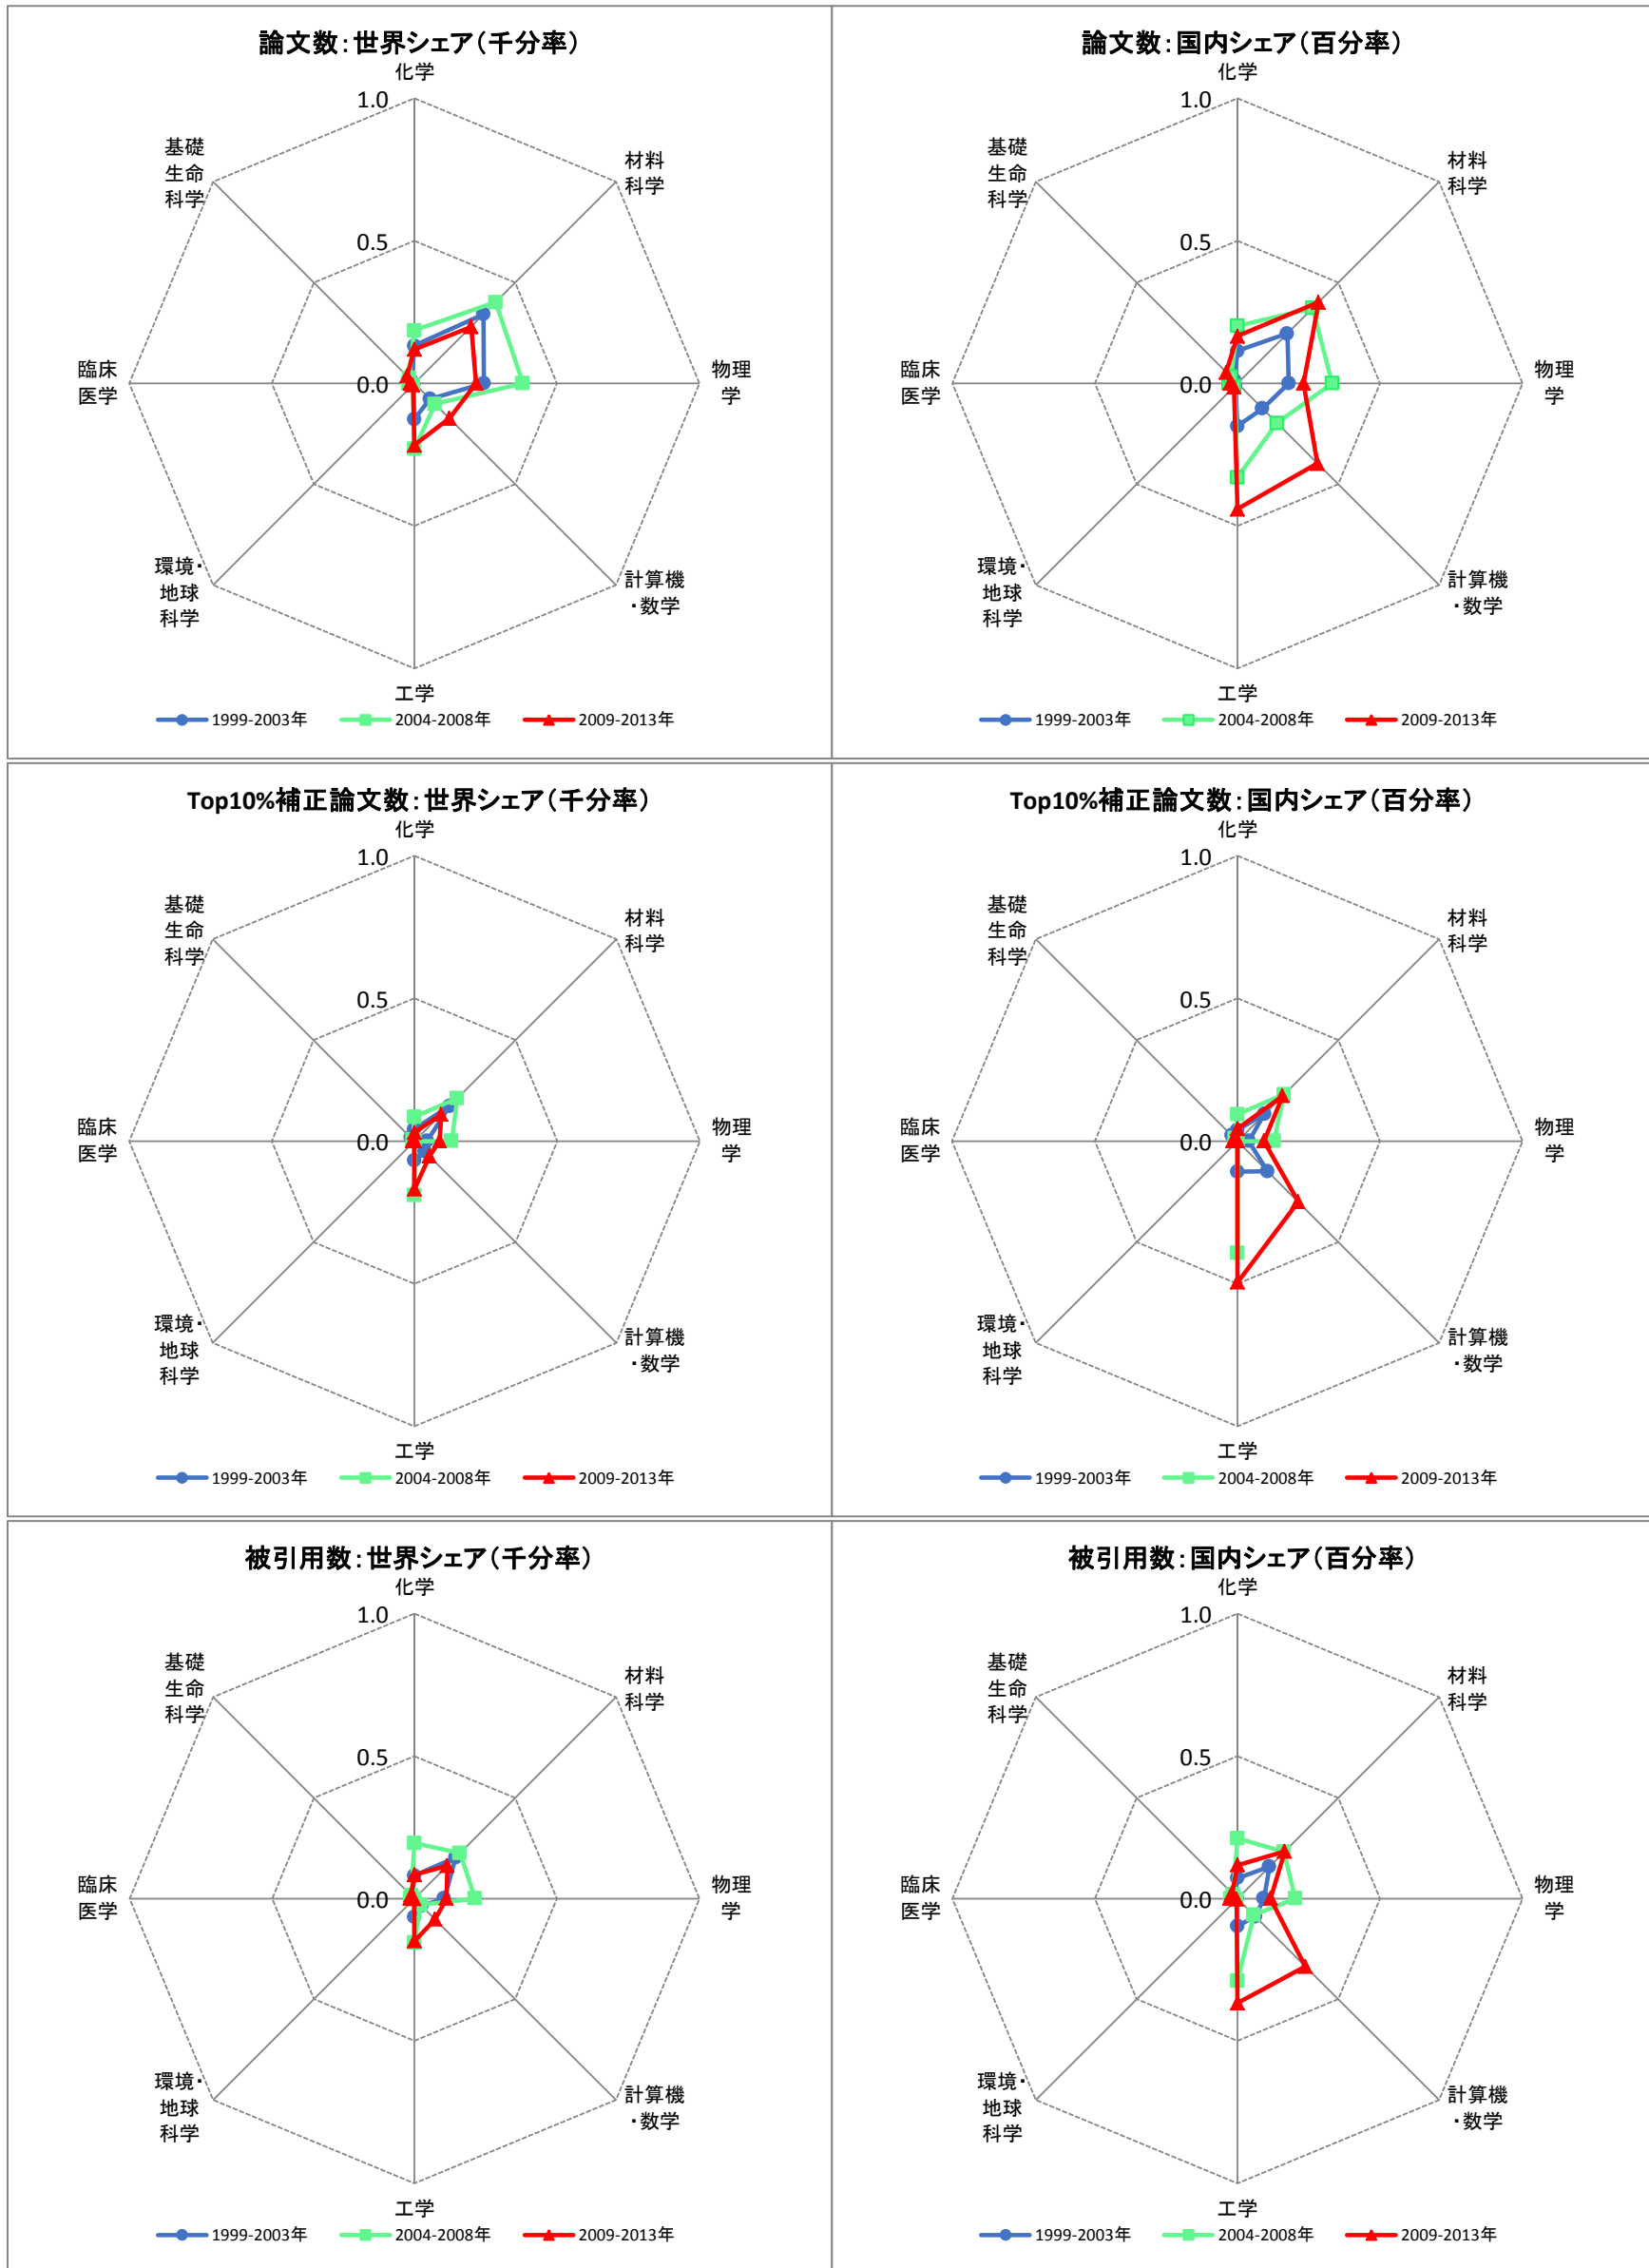 論文数：世界シェア（千分率）
化学
1.0
基礎
生命
科学
材料
科学
0.5
臨床
医学
0.0
物理
学
環境・
地球
科学
計算機
・数学
工学
1999-2003年
2004-2008年
2009-2013年
論文数：国内シェア（百分率）
化学
1.0
基礎
生命
科学
材料
科学
0.5
臨床
医学
0.0
物理
学
環境・
地球
科学
計算機
・数学
工学
1999-2003年
2004-2008年
2009-2013年
Top10%補正論文数：世界シェア（千分率）
化学
1.0
基礎
生命
科学
材料
科学
0.5
臨床
医学
0.0
物理
学
環境・
地球
科学
計算機
・数学
工学
1999-2003年
2004-2008年
2009-2013年
Top10%補正論文数：国内シェア（百分率）
化学
1.0
基礎
生命
科学
材料
科学
0.5
臨床
医学
0.0
物理
学
環境・
地球
科学
計算機
・数学
工学
1999-2003年
2004-2008年
2009-2013年
被引用数：世界シェア（千分率）
化学
1.0
基礎
生命
科学
材料
科学
0.5
臨床
医学
0.0
物理
学
環境・
地球
科学
計算機
・数学
工学
1999-2003年
2004-2008年
2009-2013年
被引用数：国内シェア（百分率）
化学
1.0
基礎
生命
科学
材料
科学
0.5
臨床
医学
0.0
物理
学
環境・
地球
科学
計算機
・数学
工学
1999-2003年
2004-2008年
2009-2013年